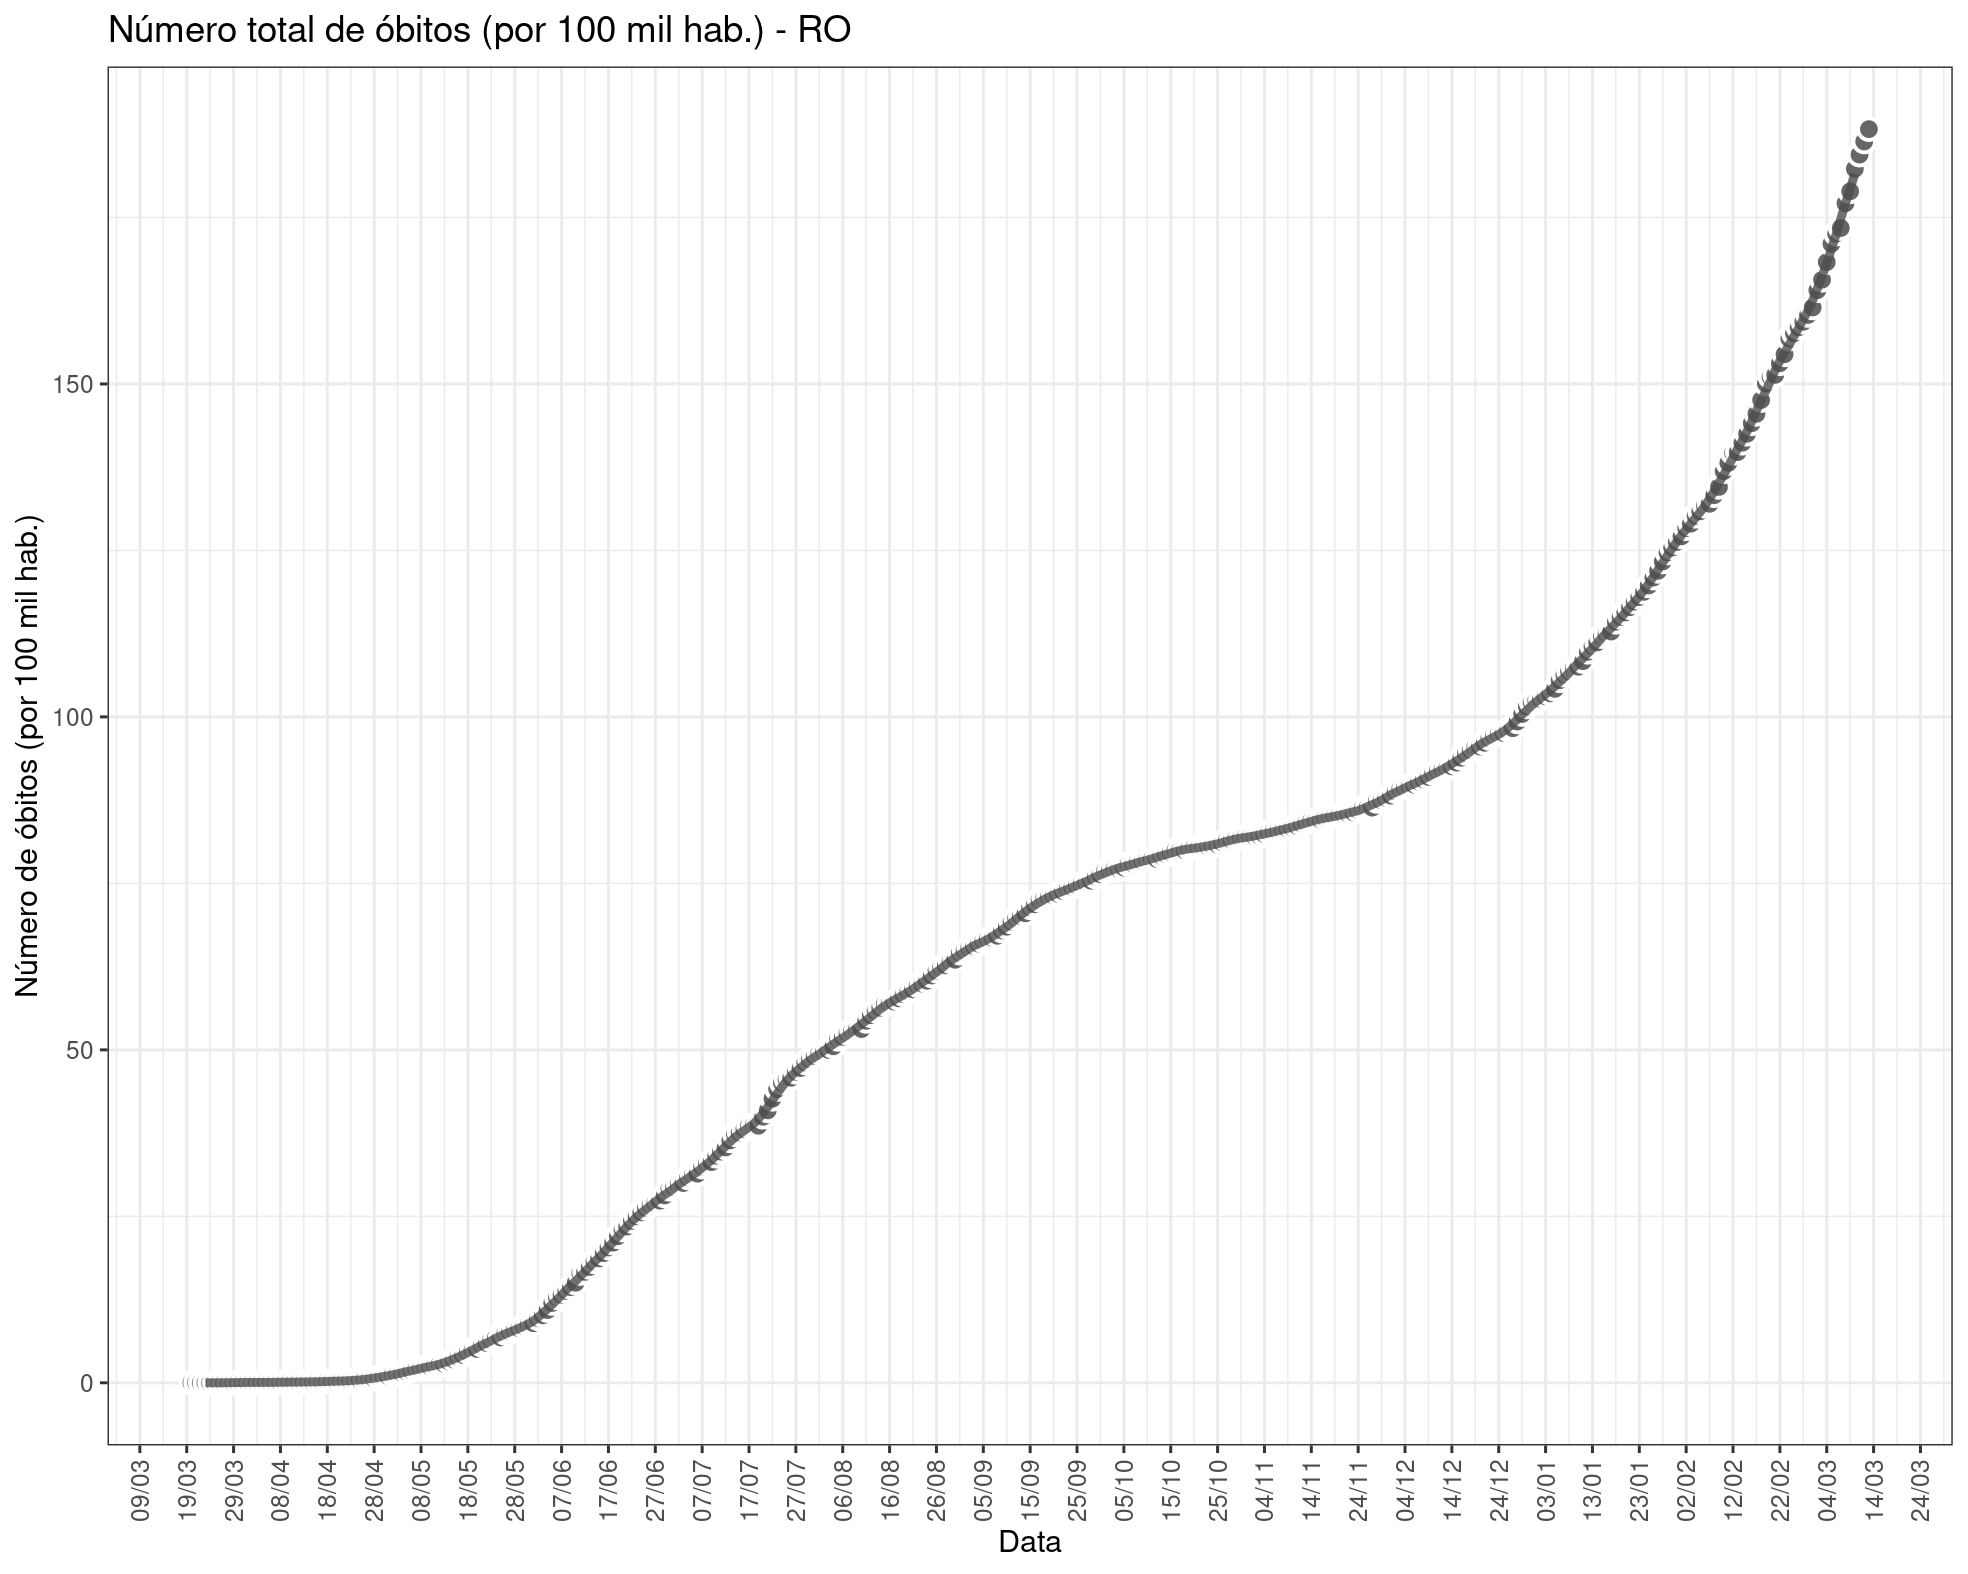 Número total de óbitos (por 100 mil hab.) - RO
Número de óbitos (por 100 mil hab.)
150
100
50
0
09/03 19/03 29/03 08/04 18/04 28/04 08/05 18/05 28/05 07/06 17/06 27/06 07/07 17/07 27/07 06/08 16/08 26/08 05/09 15/09 25/09 05/10 15/10 25/10 04/11 14/11 24/11 04/12 14/12 24/12 03/01 13/01 23/01 02/02 12/02 22/02 04/03 14/03 24/03
Data